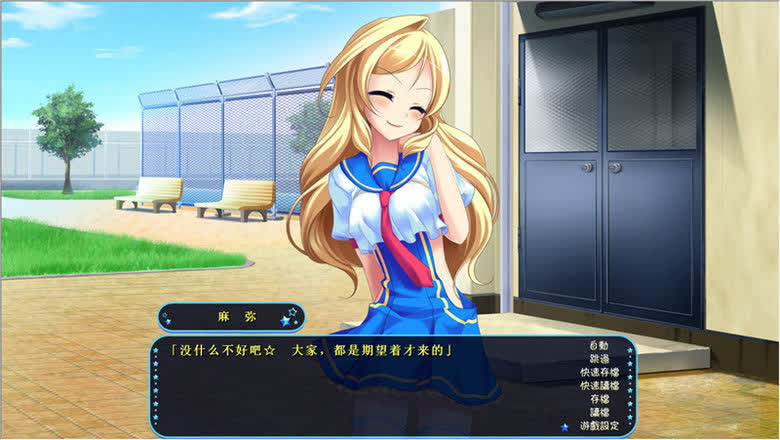 麻弥
「没什么不好吧☆　大家，都是期望着才来的」
自動
跳過
快速存檔
快速讀檔
存檔
讀檔
遊戲設定